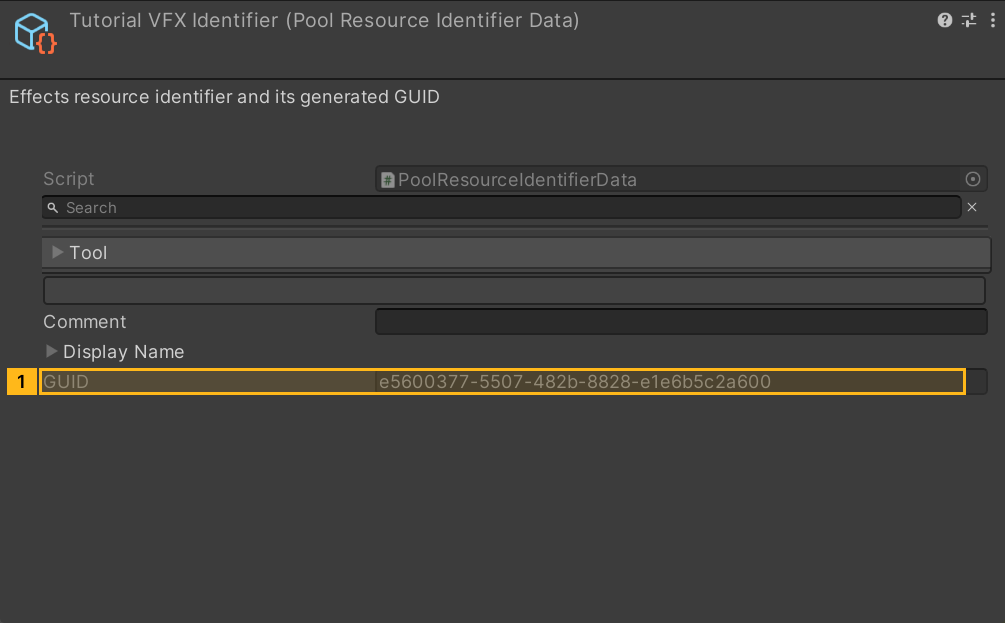 Tutorial VFX Identifier (Pool Resource Identifier Data)
Effects resource identifier and its generated GUID
Script PoolResourceIdentifierData
Search
Tool
Comment
Display Name
1 GUID e5600377-5507-482b-8828-e1e6b5c2a600